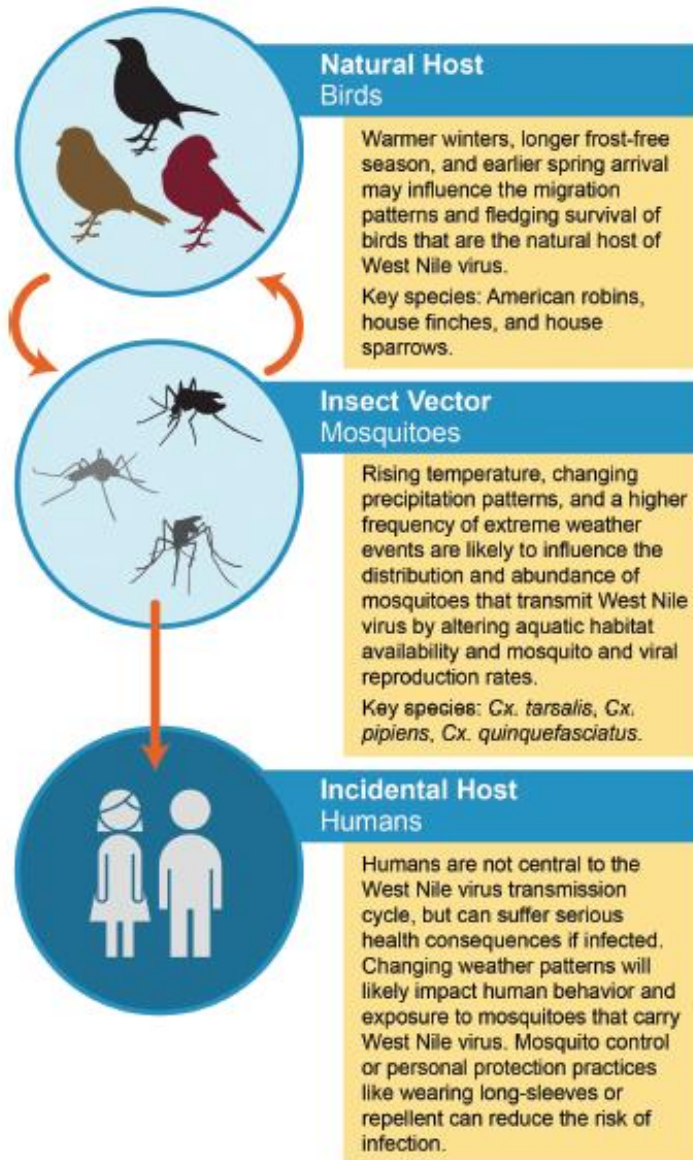 Natural Host
Birds
Warmer winters, longer frost-free
season, and earlier spring arrival
may influence the migration
patterns and fledging survival of
birds that are the natural host of
West Nile virus.
Key species: American robins,
house finches, and house
sparrows.
Insect Vector
Mosquitoes
Rising temperature, changing
precipitation patterns, and a higher
frequency of extreme weather
events are likely to influence the
distribution and abundance of
mosquitoes that transmit West Nile
virus by altering aquatic habitat
availability and mosquito and viral
reproduction rates.
Key species: Cx. tarsalis, Cx.
pipiens, Cx. quinquefasciatus.
Incidental Host
Humans
Humans are not central to the
West Nile virus transmission
cycle, but can suffer serious
health consequences if infected.
Changing weather patterns will
likely impact human behavior and
exposure to mosquitoes that carry
West Nile virus. Mosquito control
or personal protection practices
like wearing long-sleeves or
repellent can reduce the risk of
infection.